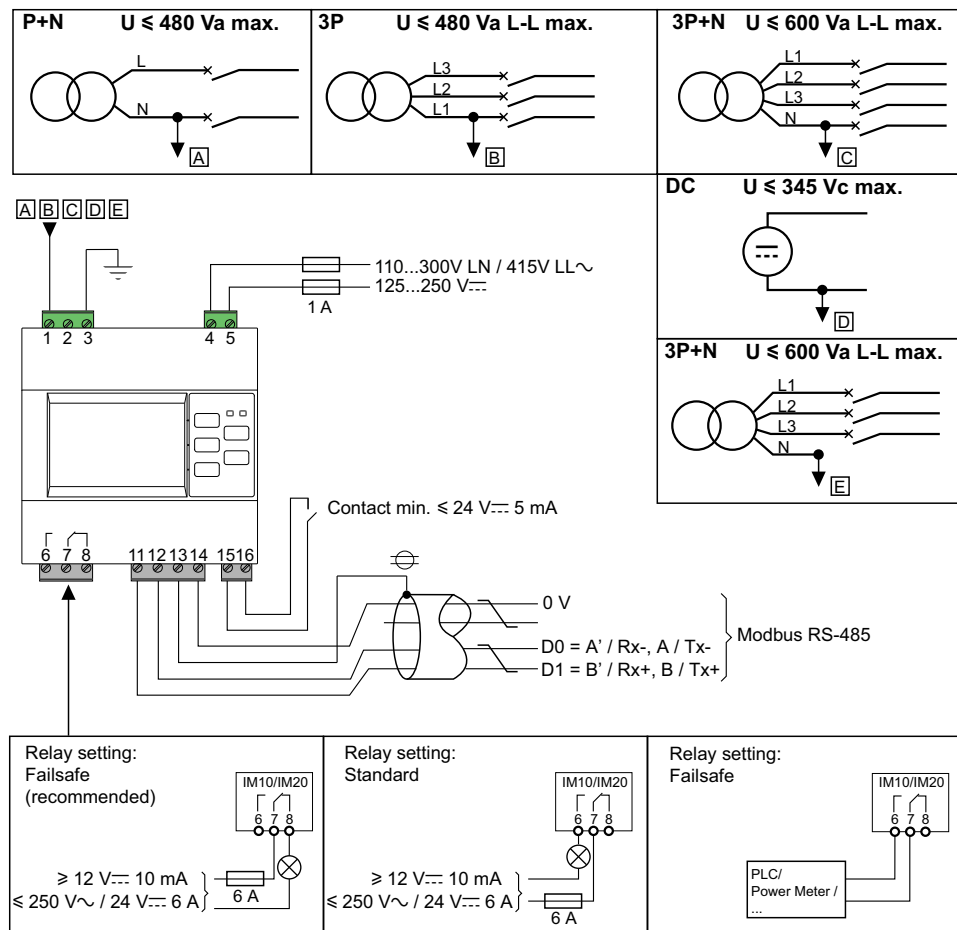 P+N U ≤ 480 Va max.
L
N
A
3P U ≤ 480 Va L-L max.
L3
L2
L1
B
3P+N U ≤ 600 Va L-L max.
L1
L2
L3
N
C
DC U ≤ 345 Vc max.
D
3P+N U ≤ 600 Va L-L max.
L1
L2
L3
N
E
A B C D E
110...300V LN / 415V LL~
125...250 V⎓
1 A
1 2 3
4 5
Contact min. ≤ 24 V⎓ 5 mA
6 7 8
11 12 13 14
15 16
0 V
D0 = A’ / Rx-, A / Tx-
D1 = B’ / Rx+, B / Tx+
Modbus RS-485
Relay setting:
Failsafe
(recommended)
IM10/IM20
6 7 8
≥ 12 V⎓ 10 mA
≤ 250 V~ / 24 V⎓ 6 A
6 A
Relay setting:
Standard
IM10/IM20
6 7 8
≥ 12 V⎓ 10 mA
≤ 250 V~ / 24 V⎓ 6 A
6 A
Relay setting:
Failsafe
IM10/IM20
6 7 8
PLC/
Power Meter /
...